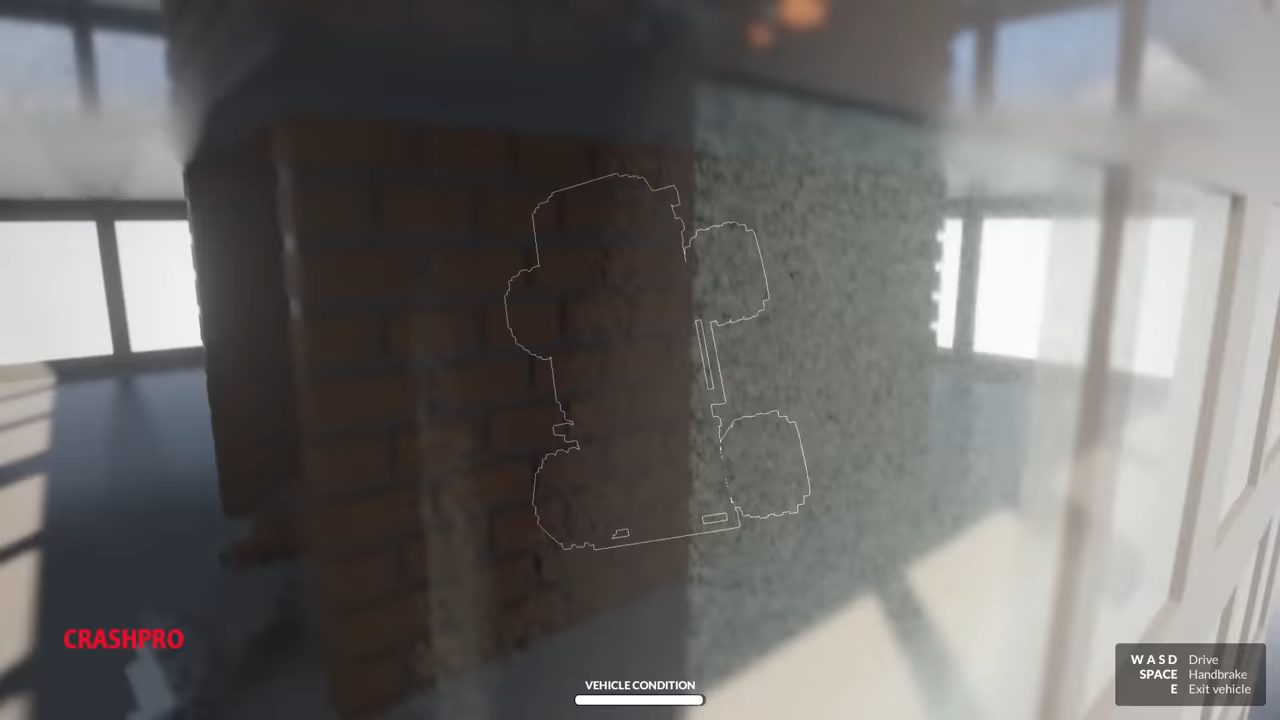 CRASHPRO
VEHICLE CONDITION
W A S D Drive
SPACE Handbrake
E Exit vehicle